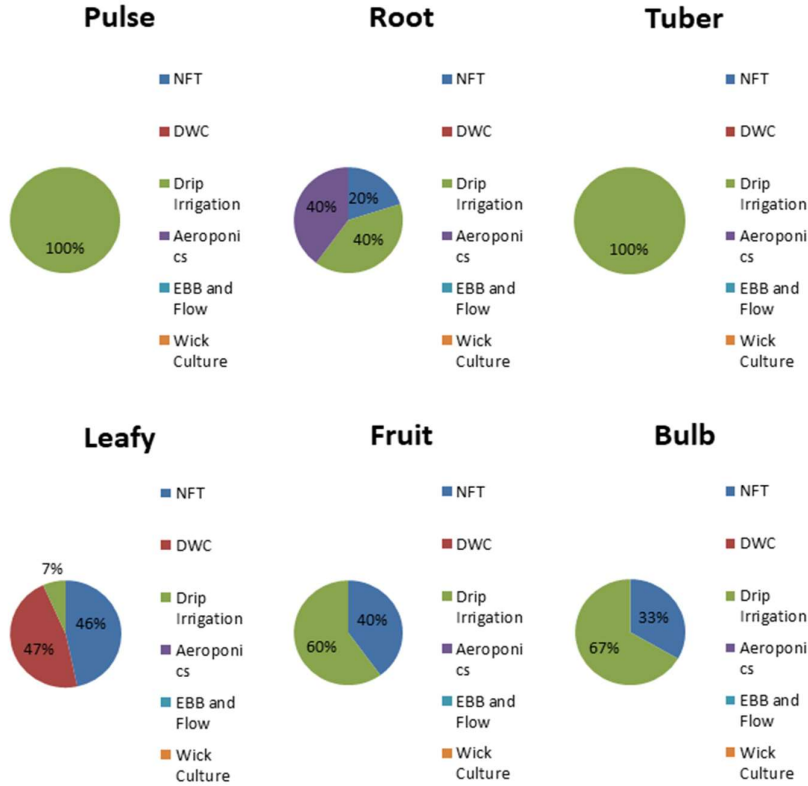 Pulse
NFT
DWC
Drip
Irrigation
Aeroponi
cs
EBB and
Flow
Wick
Culture
100%
Root
NFT
DWC
Drip
Irrigation
Aeroponi
cs
EBB and
Flow
Wick
Culture
20%
40%
40%
Tuber
NFT
DWC
Drip
Irrigation
Aeroponi
cs
EBB and
Flow
Wick
Culture
100%
Leafy
NFT
DWC
Drip
Irrigation
Aeroponi
cs
EBB and
Flow
Wick
Culture
7%
46%
47%
Fruit
NFT
DWC
Drip
Irrigation
Aeroponi
cs
EBB and
Flow
Wick
Culture
40%
60%
Bulb
NFT
DWC
Drip
Irrigation
Aeroponi
cs
EBB and
Flow
Wick
Culture
33%
67%